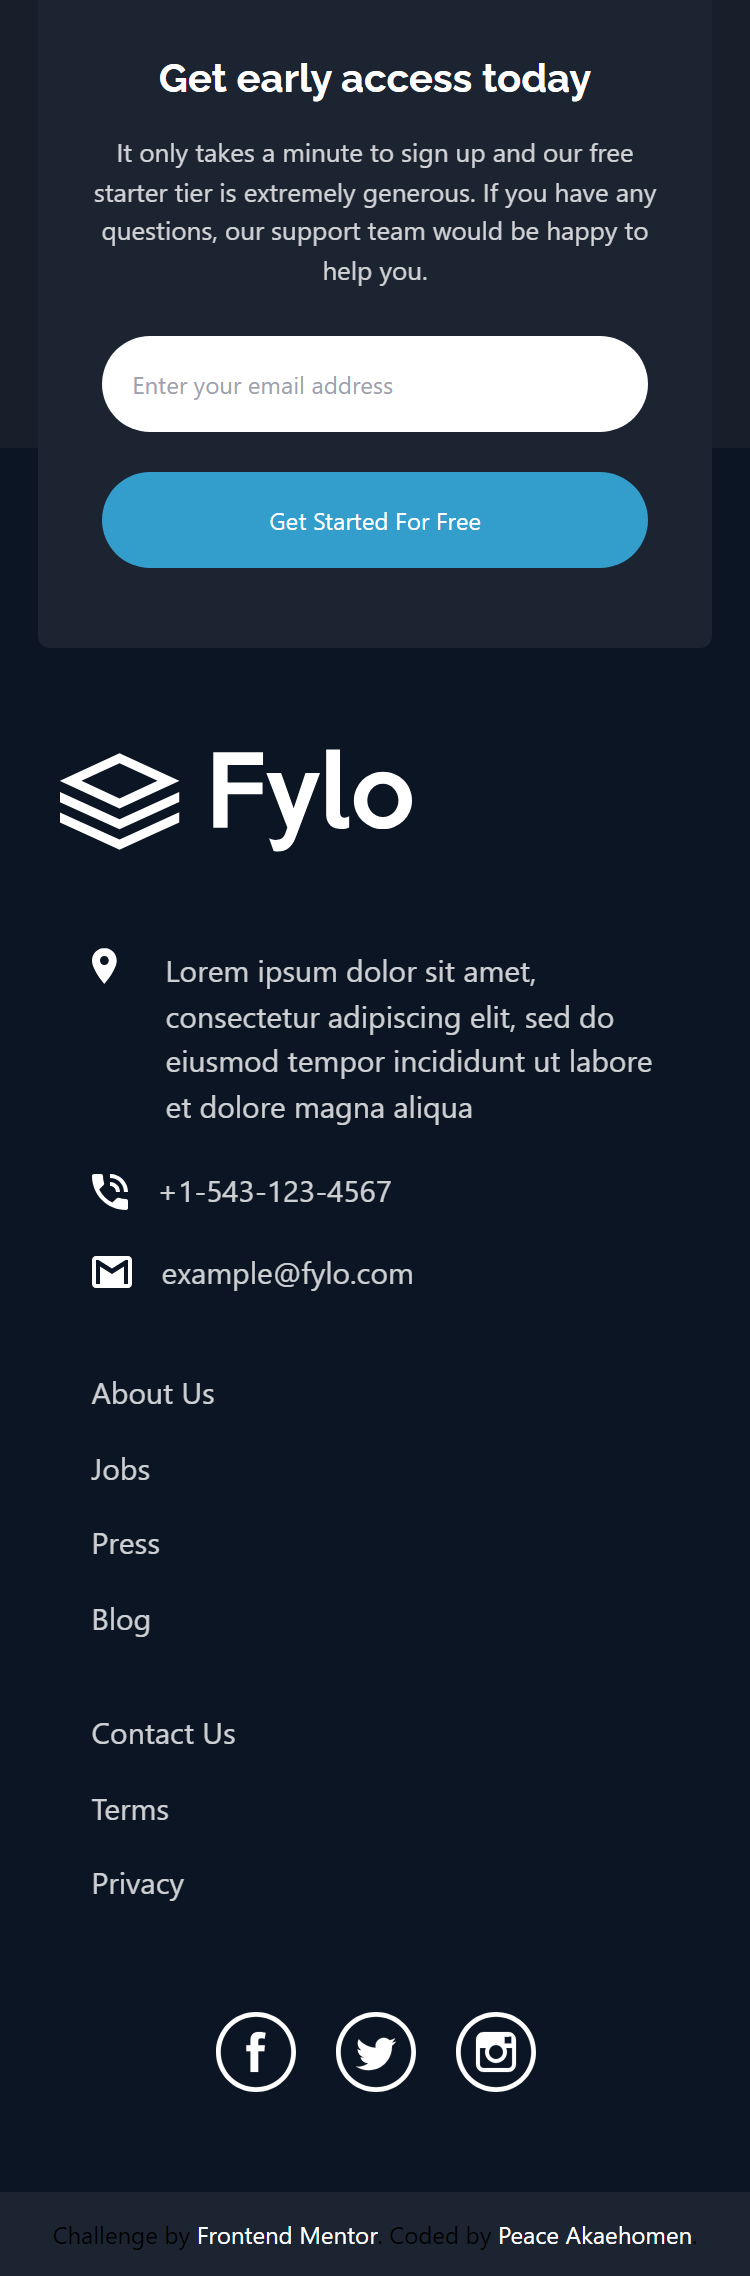 Get early access today
It only takes a minute to sign up and our free
starter tier is extremely generous. If you have any
questions, our support team would be happy to
help you.
Enter your email address
Get Started For Free
Fylo
Lorem ipsum dolor sit amet,
consectetur adipiscing elit, sed do
eiusmod tempor incididunt ut labore
et dolore magna aliqua
+1-543-123-4567
example@fylo.com
About Us
Jobs
Press
Blog
Contact Us
Terms
Privacy
Challenge by Frontend Mentor. Coded by Peace Akaehomen.